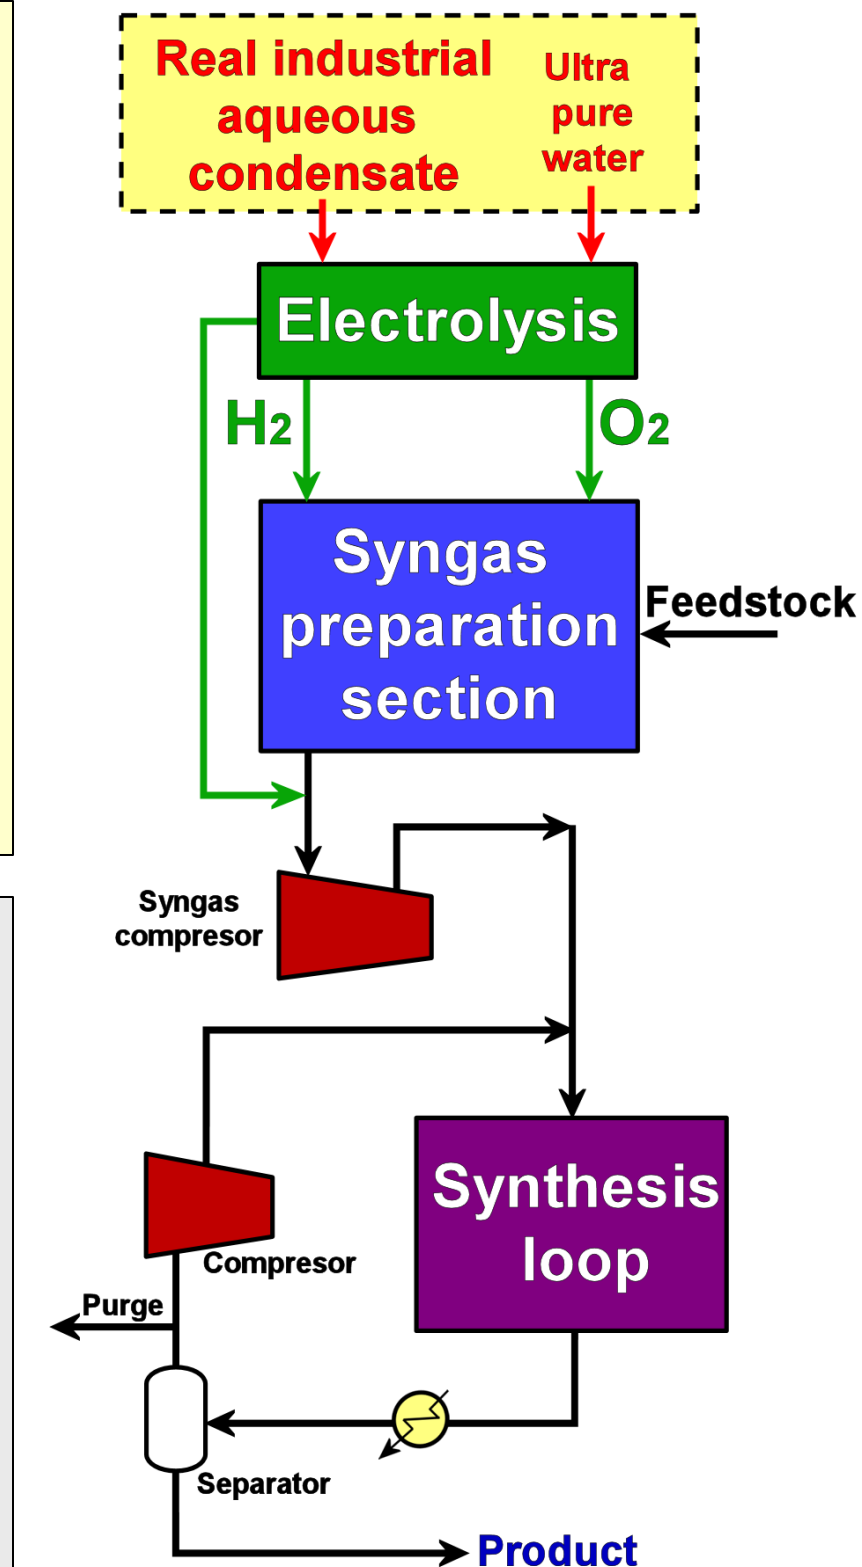 Real industrial
aqueous
condensate
Ultra
pure
water
Electrolysis
H2
O2
Syngas
preparation
section
Feedstock
Syngas
compresor
Synthesis
loop
Compresor
Purge
Separator
Product